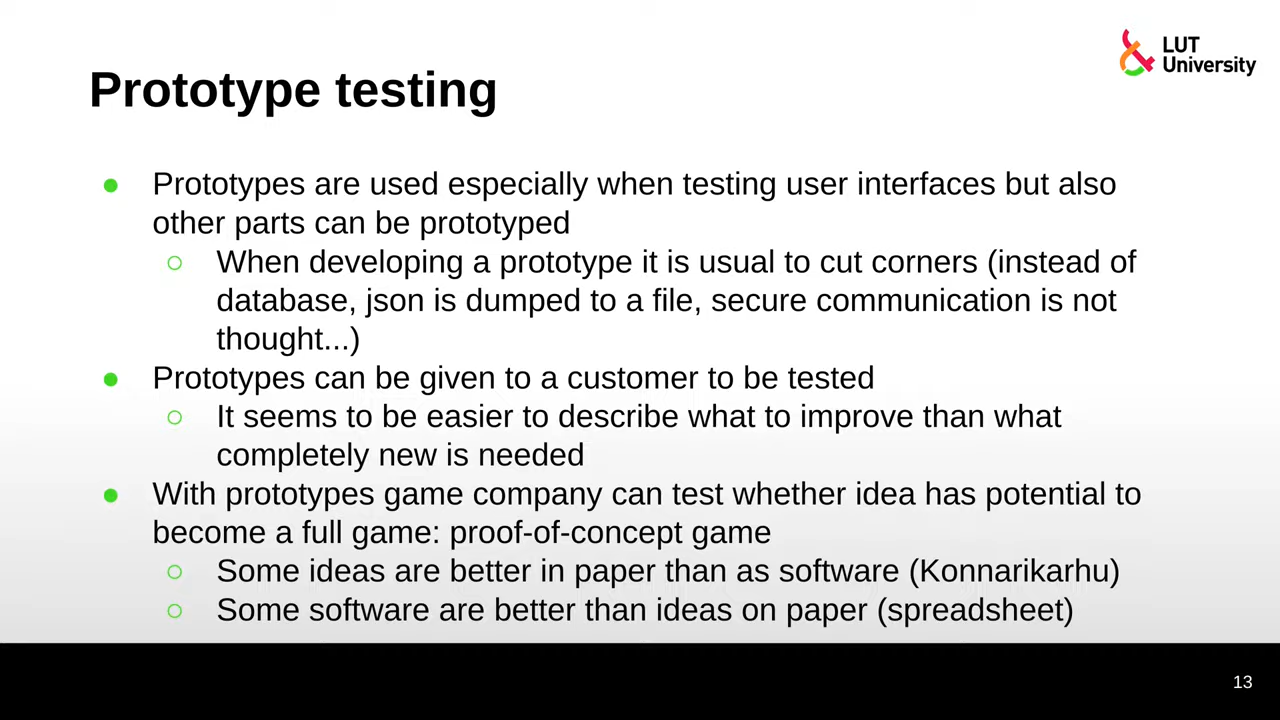 LUT
University
Prototype testing
● Prototypes are used especially when testing user interfaces but also
other parts can be prototyped
○ When developing a prototype it is usual to cut corners (instead of
database, json is dumped to a file, secure communication is not
thought...)
● Prototypes can be given to a customer to be tested
○ It seems to be easier to describe what to improve than what
completely new is needed
● With prototypes game company can test whether idea has potential to
become a full game: proof-of-concept game
○ Some ideas are better in paper than as software (Konnarikarhu)
○ Some software are better than ideas on paper (spreadsheet)
13